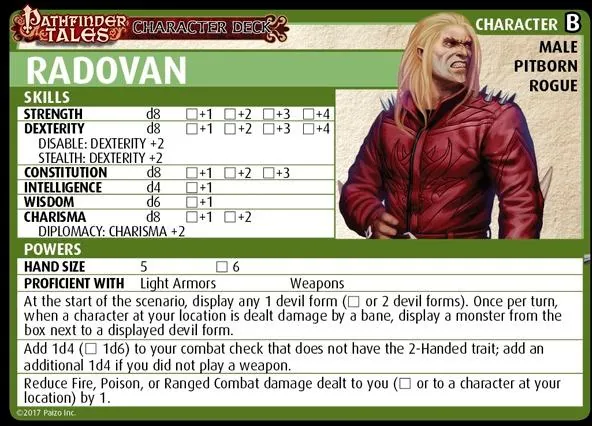 PATHFINDER TALES CHARACTER DECK CHARACTER B
RADOVAN
MALE
PITBORN
ROGUE
SKILLS
STRENGTH d8 ☐+1 ☐+2 ☐+3 ☐+4
DEXTERITY d8 ☐+1 ☐+2 ☐+3 ☐+4
DISABLE: DEXTERITY +2
STEALTH: DEXTERITY +2
CONSTITUTION d8 ☐+1 ☐+2 ☐+3
INTELLIGENCE d4 ☐+1
WISDOM d6 ☐+1
CHARISMA d8 ☐+1 ☐+2
DIPLOMACY: CHARISMA +2
POWERS
HAND SIZE 5 ☐ 6
PROFICIENT WITH Light Armors Weapons
At the start of the scenario, display any 1 devil form (☐ or 2 devil forms). Once per turn,
when a character at your location is dealt damage by a bane, display a monster from the
box next to a displayed devil form.
Add 1d4 (☐ 1d6) to your combat check that does not have the 2-Handed trait; add an
additional 1d4 if you did not play a weapon.
Reduce Fire, Poison, or Ranged Combat damage dealt to you (☐ or to a character at your
location) by 1.
©2017 Paizo Inc.